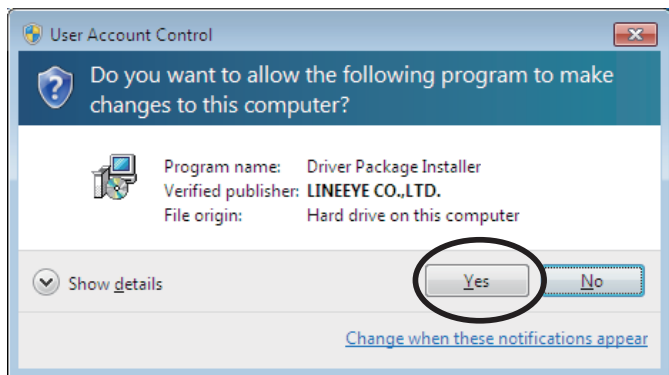 User Account Control
Do you want to allow the following program to make
changes to this computer?
Program name: Driver Package Installer
Verified publisher: LINEEYE CO.,LTD.
File origin: Hard drive on this computer
Show details
Yes
No
Change when these notifications appear